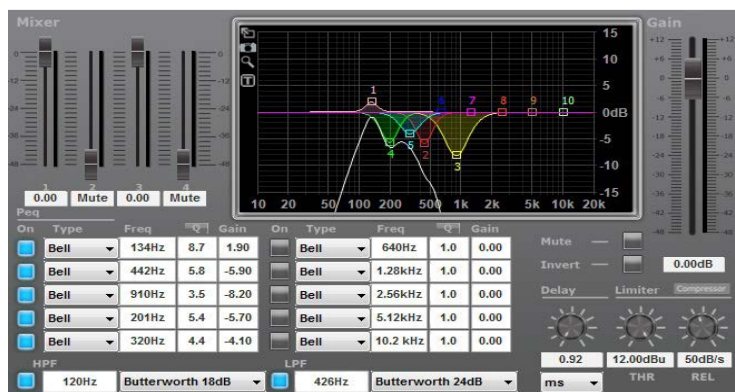 Mixer
Gain
1 2 3 4
0.00 Mute 0.00 Mute
T
1 2 3 4 5 6 7 8 9 10
15
10
5
0dB
-5
-10
-15
10 20 50 100 200 500 1k 2k 5k 10k 20k
Peq
On Type Freq Q Gain On Type Freq Q Gain
Bell 134Hz 8.7 1.90 Bell 640Hz 1.0 0.00
Bell 442Hz 5.8 -5.90 Bell 1.28kHz 1.0 0.00
Bell 910Hz 3.5 -8.20 Bell 2.56kHz 1.0 0.00
Bell 201Hz 5.4 -5.70 Bell 5.12kHz 1.0 0.00
Bell 320Hz 4.4 -4.10 Bell 10.2 kHz 1.0 0.00
HPF LPF
120Hz Butterworth 18dB 426Hz Butterworth 24dB
Mute
Invert 0.00dB
Delay Limiter Compressor
0.92 12.00dBu 50dB/s
ms THR REL